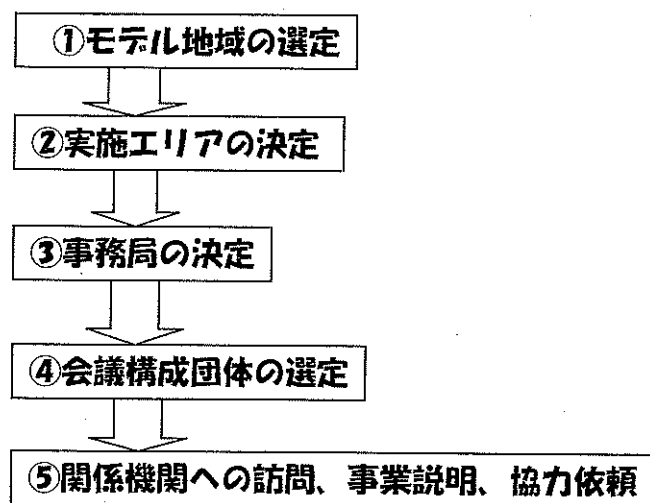 ①モデル地域の選定
②実施エリアの決定
③事務局の決定
④会議構成団体の選定
⑤関係機関への訪問、事業説明、協力依頼